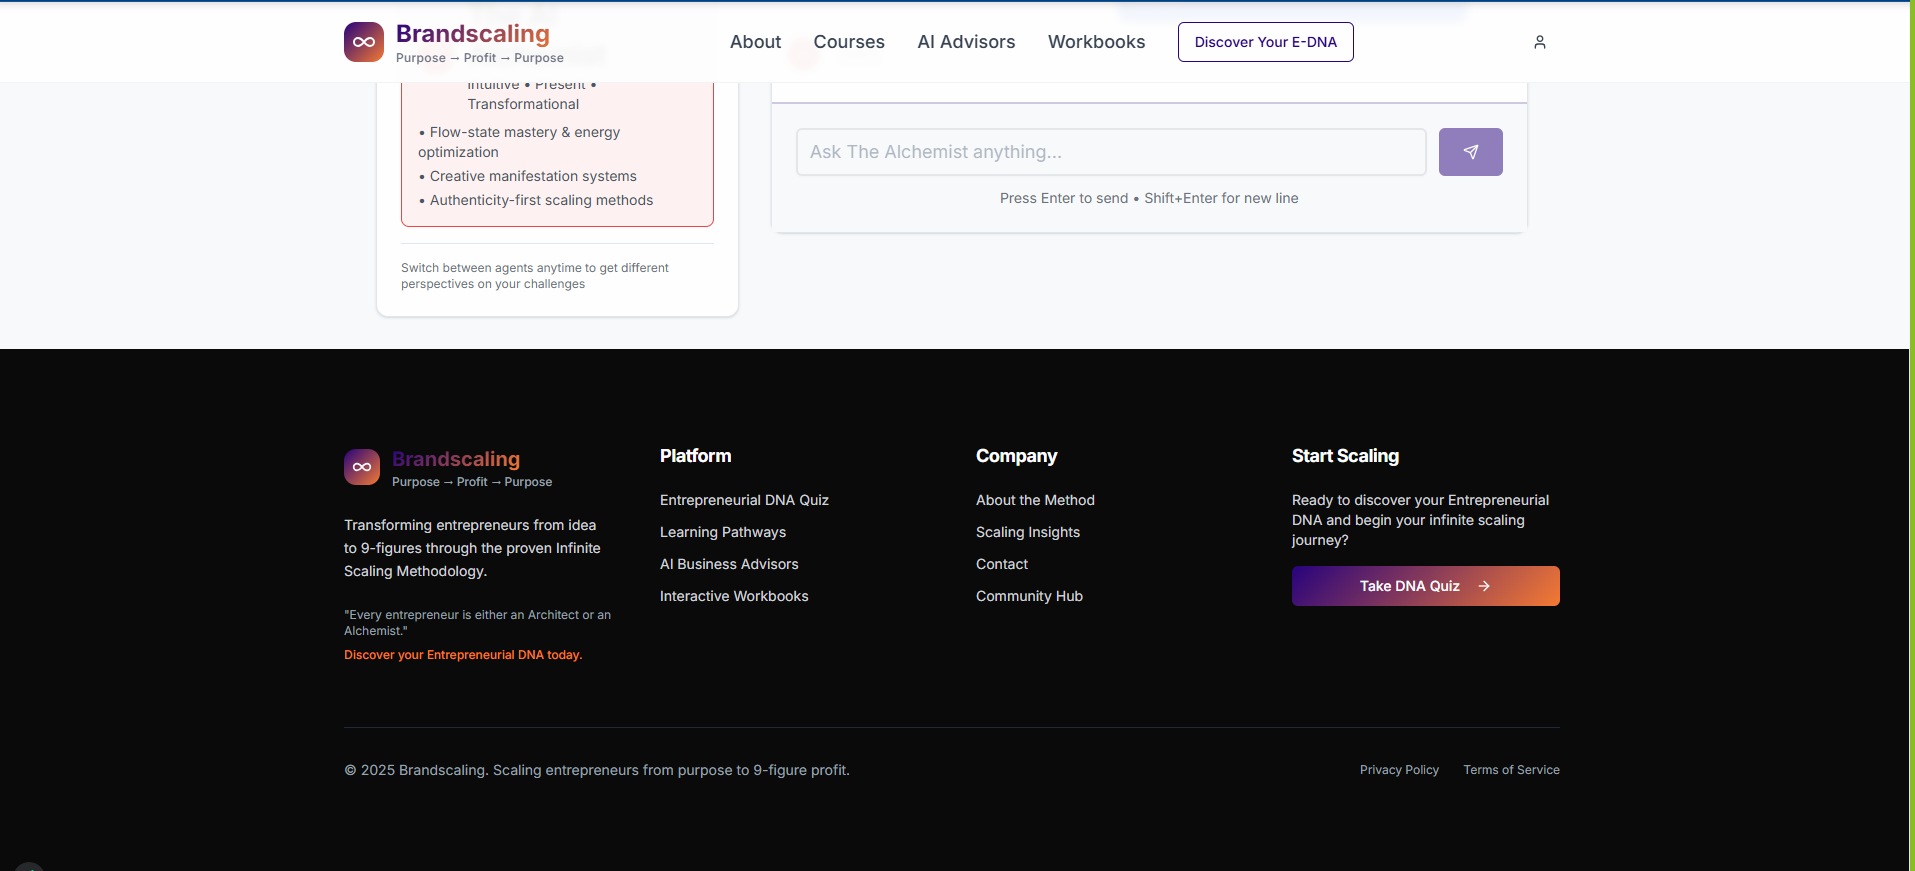 Brandscaling
Purpose → Profit → Purpose
About
Courses
AI Advisors
Workbooks
Discover Your E-DNA
Intuitive • Present •
Transformational
• Flow-state mastery & energy
optimization
• Creative manifestation systems
• Authenticity-first scaling methods
Switch between agents anytime to get different
perspectives on your challenges
Ask The Alchemist anything...
Press Enter to send • Shift+Enter for new line
Brandscaling
Purpose → Profit → Purpose
Transforming entrepreneurs from idea
to 9-figures through the proven Infinite
Scaling Methodology.
"Every entrepreneur is either an Architect or an
Alchemist."
Discover your Entrepreneurial DNA today.
Platform
Entrepreneurial DNA Quiz
Learning Pathways
AI Business Advisors
Interactive Workbooks
Company
About the Method
Scaling Insights
Contact
Community Hub
Start Scaling
Ready to discover your Entrepreneurial
DNA and begin your infinite scaling
journey?
Take DNA Quiz →
© 2025 Brandscaling. Scaling entrepreneurs from purpose to 9-figure profit.
Privacy Policy
Terms of Service